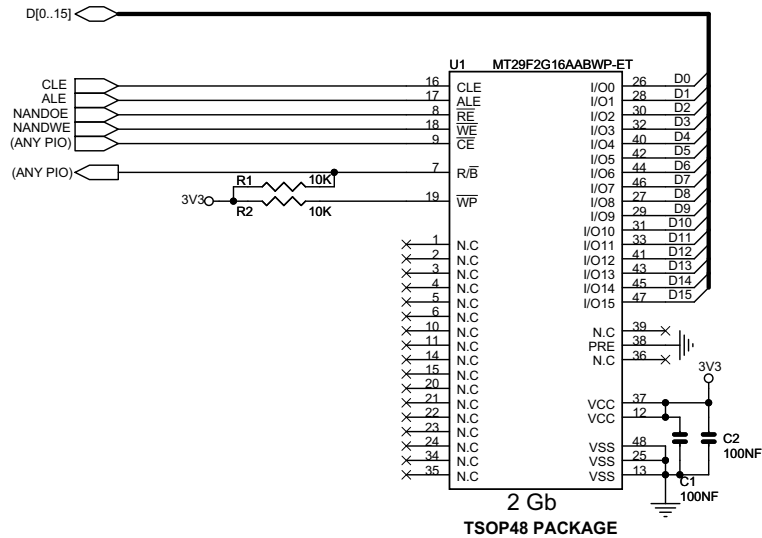 D[0..15]
U1 MT29F2G16AABWP-ET
CLE 16 CLE I/O0 26 D0
ALE 17 ALE I/O1 28 D1
NANDOE 8 RE I/O2 30 D2
NANDWE 18 WE I/O3 32 D3
(ANY PIO) 9 CE I/O4 40 D4
I/O5 42 D5
(ANY PIO) 7 R/B I/O6 44 D6
R1 10K I/O7 46 D7
3V3 R2 10K 19 WP I/O8 27 D8
I/O9 29 D9
I/O10 31 D10
1 N.C I/O11 33 D11
2 N.C I/O12 41 D12
3 N.C I/O13 43 D13
4 N.C I/O14 45 D14
5 N.C I/O15 47 D15
6 N.C
10 N.C N.C 39
11 N.C PRE 38
14 N.C N.C 36
15 N.C
20 N.C 3V3
21 N.C VCC 37
22 N.C VCC 12
23 N.C
24 N.C VSS 48 C2
34 N.C VSS 25 100NF
35 N.C VSS 13
C1
100NF
2 Gb
TSOP48 PACKAGE